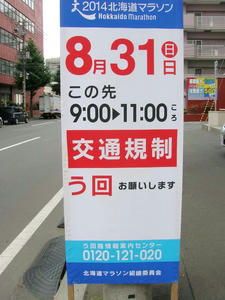 2014北海道マラソン
Hokkaido Marathon
8月31日㊐
この先
9:00▶11:00ころ
交通規制
う回お願いします
う回路情報案内センター
0120-121-020
北海道マラソン組織委員会